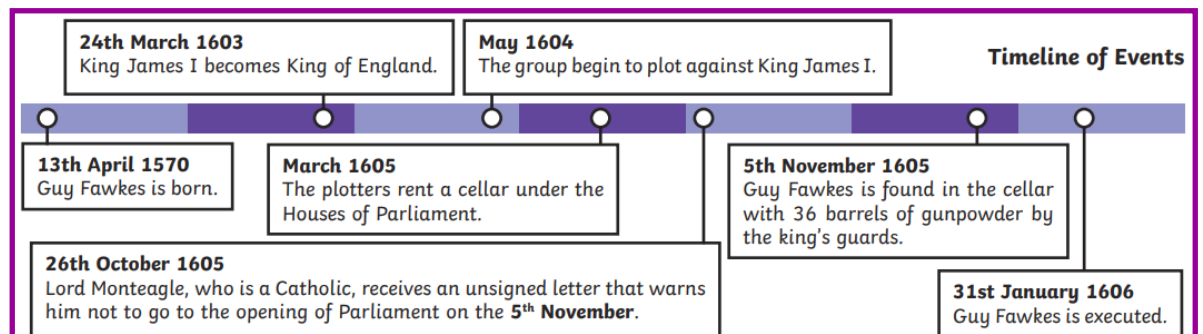 Timeline of Events
13th April 1570
Guy Fawkes is born.
24th March 1603
King James I becomes King of England.
May 1604
The group begin to plot against King James I.
March 1605
The plotters rent a cellar under the
Houses of Parliament.
26th October 1605
Lord Monteagle, who is a Catholic, receives an unsigned letter that warns
him not to go to the opening of Parliament on the 5th November.
5th November 1605
Guy Fawkes is found in the cellar
with 36 barrels of gunpowder by
the king's guards.
31st January 1606
Guy Fawkes is executed.